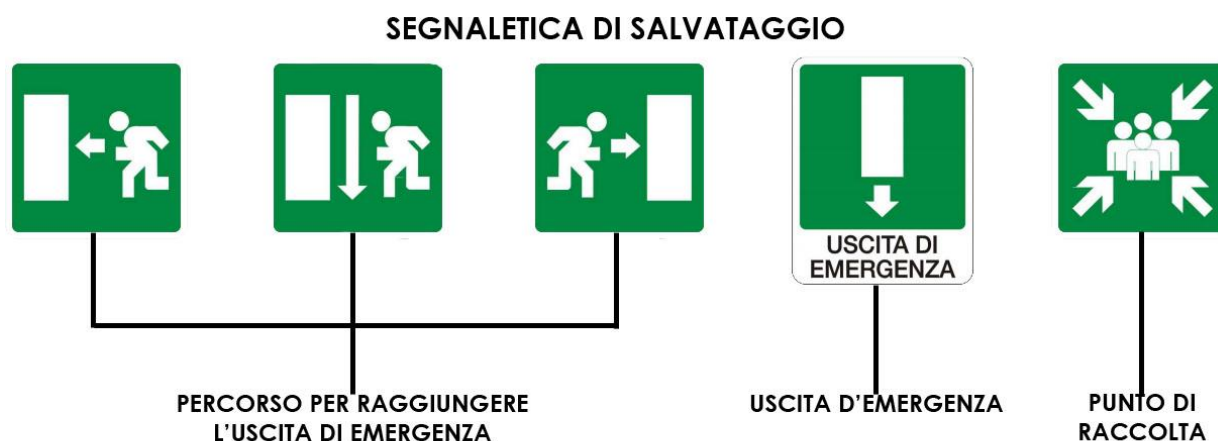 SEGNALETICA DI SALVATAGGIO
USCITA DI
EMERGENZA
PERCORSO PER RAGGIUNGERE
L'USCITA DI EMERGENZA
USCITA D'EMERGENZA
PUNTO DI
RACCOLTA